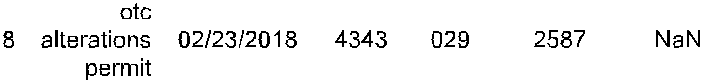 otc
8 alterations 02/23/2018 4343 029 2587 NaN
permit